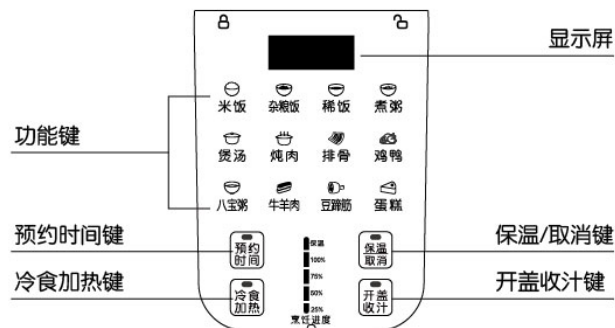 显示屏
米饭 杂粮饭 稀饭 煮粥
功能键
煲汤 炖肉 排骨 鸡鸭
八宝粥 牛羊肉 豆蹄筋 蛋糕
预约时间键
预约
时间
保温
100%
75%
50%
25%
烹饪进度
保温
取消
保温/取消键
冷食加热键
冷食
加热
开盖
收汁
开盖收汁键